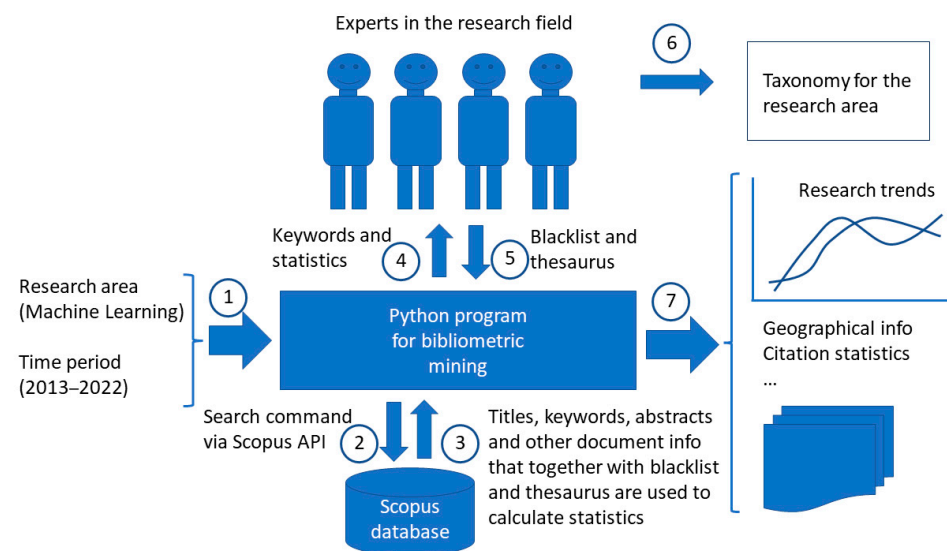 Experts in the research field
6
Taxonomy for the
research area
Research trends
Keywords and
statistics
4
5
Blacklist and
thesaurus
Research area
(Machine Learning)
Time period
(2013–2022)
1
Python program
for bibliometric
mining
7
Geographical info
Citation statistics
...
Search command
via Scopus API
2
3
Titles, keywords, abstracts
and other document info
that together with blacklist
and thesaurus are used to
calculate statistics
Scopus
database